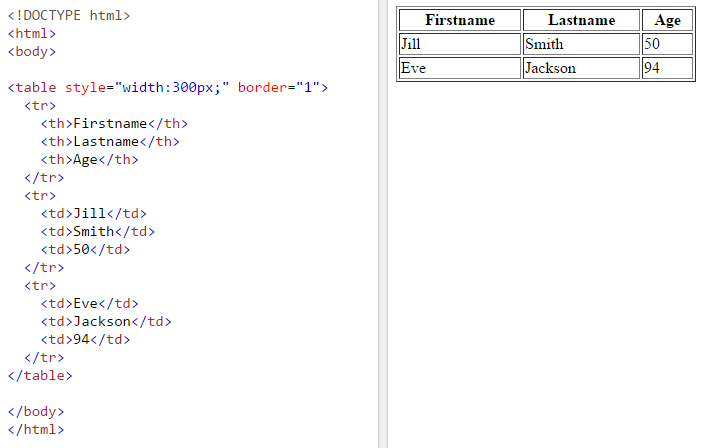 <!DOCTYPE html>
<html>
<body>

<table style="width:300px;" border="1">
  <tr>
    <th>Firstname</th>
    <th>Lastname</th>
    <th>Age</th>
  </tr>
  <tr>
    <td>Jill</td>
    <td>Smith</td>
    <td>50</td>
  </tr>
  <tr>
    <td>Eve</td>
    <td>Jackson</td>
    <td>94</td>
  </tr>
</table>

</body>
</html>
Firstname Lastname Age
Jill Smith 50
Eve Jackson 94